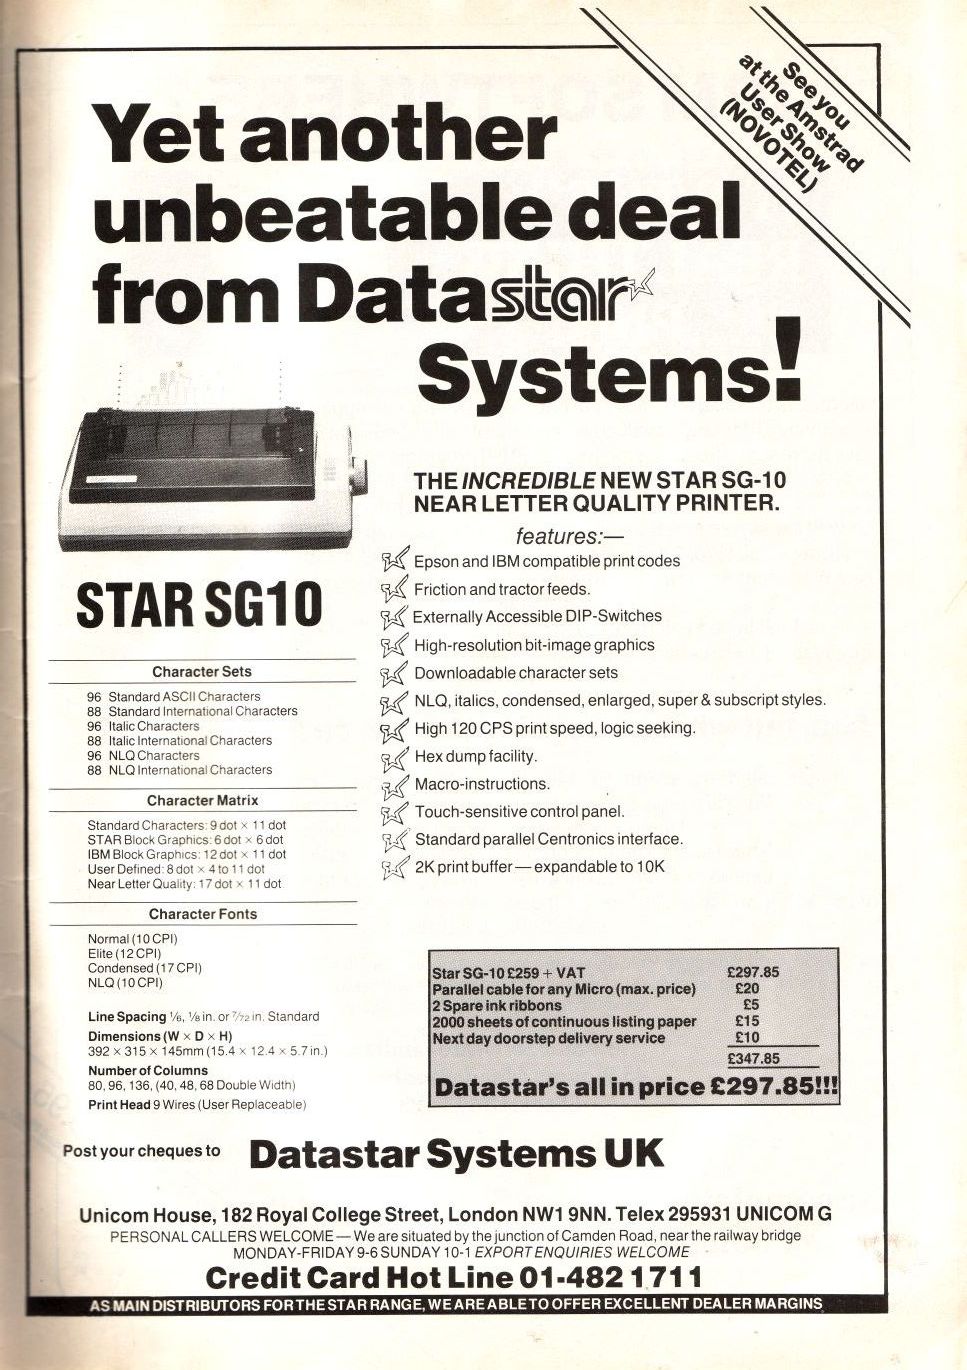 See you
at the Amstrad
User Show
(NOVOTEL)
Yet another
unbeatable deal
from Datastar
Systems!
THE INCREDIBLE NEW STAR SG-10
NEAR LETTER QUALITY PRINTER.
features:—
Epson and IBM compatible print codes
Friction and tractor feeds.
Externally Accessible DIP-Switches
High-resolution bit-image graphics
Downloadable character sets
NLQ, italics, condensed, enlarged, super & subscript styles.
High 120 CPS print speed, logic seeking.
Hex dump facility.
Macro-instructions.
Touch-sensitive control panel.
Standard parallel Centronics interface.
2K print buffer — expandable to 10K
STAR SG10
Character Sets
96 Standard ASCII Characters
88 Standard International Characters
96 Italic Characters
88 Italic International Characters
96 NLQ Characters
88 NLQ International Characters
Character Matrix
Standard Characters: 9 dot × 11 dot
STAR Block Graphics: 6 dot × 6 dot
IBM Block Graphics: 12 dot × 11 dot
User Defined: 8 dot × 4 to 11 dot
Near Letter Quality: 17 dot × 11 dot
Character Fonts
Normal (10 CPI)
Elite (12 CPI)
Condensed (17 CPI)
NLQ (10 CPI)
Line Spacing 1/6, 1/8 in. or 7/72 in. Standard
Dimensions (W × D × H)
392 × 315 × 145mm (15.4 × 12.4 × 5.7 in.)
Number of Columns
80, 96, 136, (40, 48, 68 Double Width)
Print Head 9 Wires (User Replaceable)
Star SG-10 £259 + VAT £297.85
Parallel cable for any Micro (max. price) £20
2 Spare ink ribbons £5
2000 sheets of continuous listing paper £15
Next day doorstep delivery service £10
£347.85
Datastar's all in price £297.85!!!
Post your cheques to Datastar Systems UK
Unicom House, 182 Royal College Street, London NW1 9NN. Telex 295931 UNICOM G
PERSONAL CALLERS WELCOME — We are situated by the junction of Camden Road, near the railway bridge
MONDAY-FRIDAY 9-6 SUNDAY 10-1 EXPORT ENQUIRIES WELCOME
Credit Card Hot Line 01-482 1711
AS MAIN DISTRIBUTORS FOR THE STAR RANGE, WE ARE ABLE TO OFFER EXCELLENT DEALER MARGINS